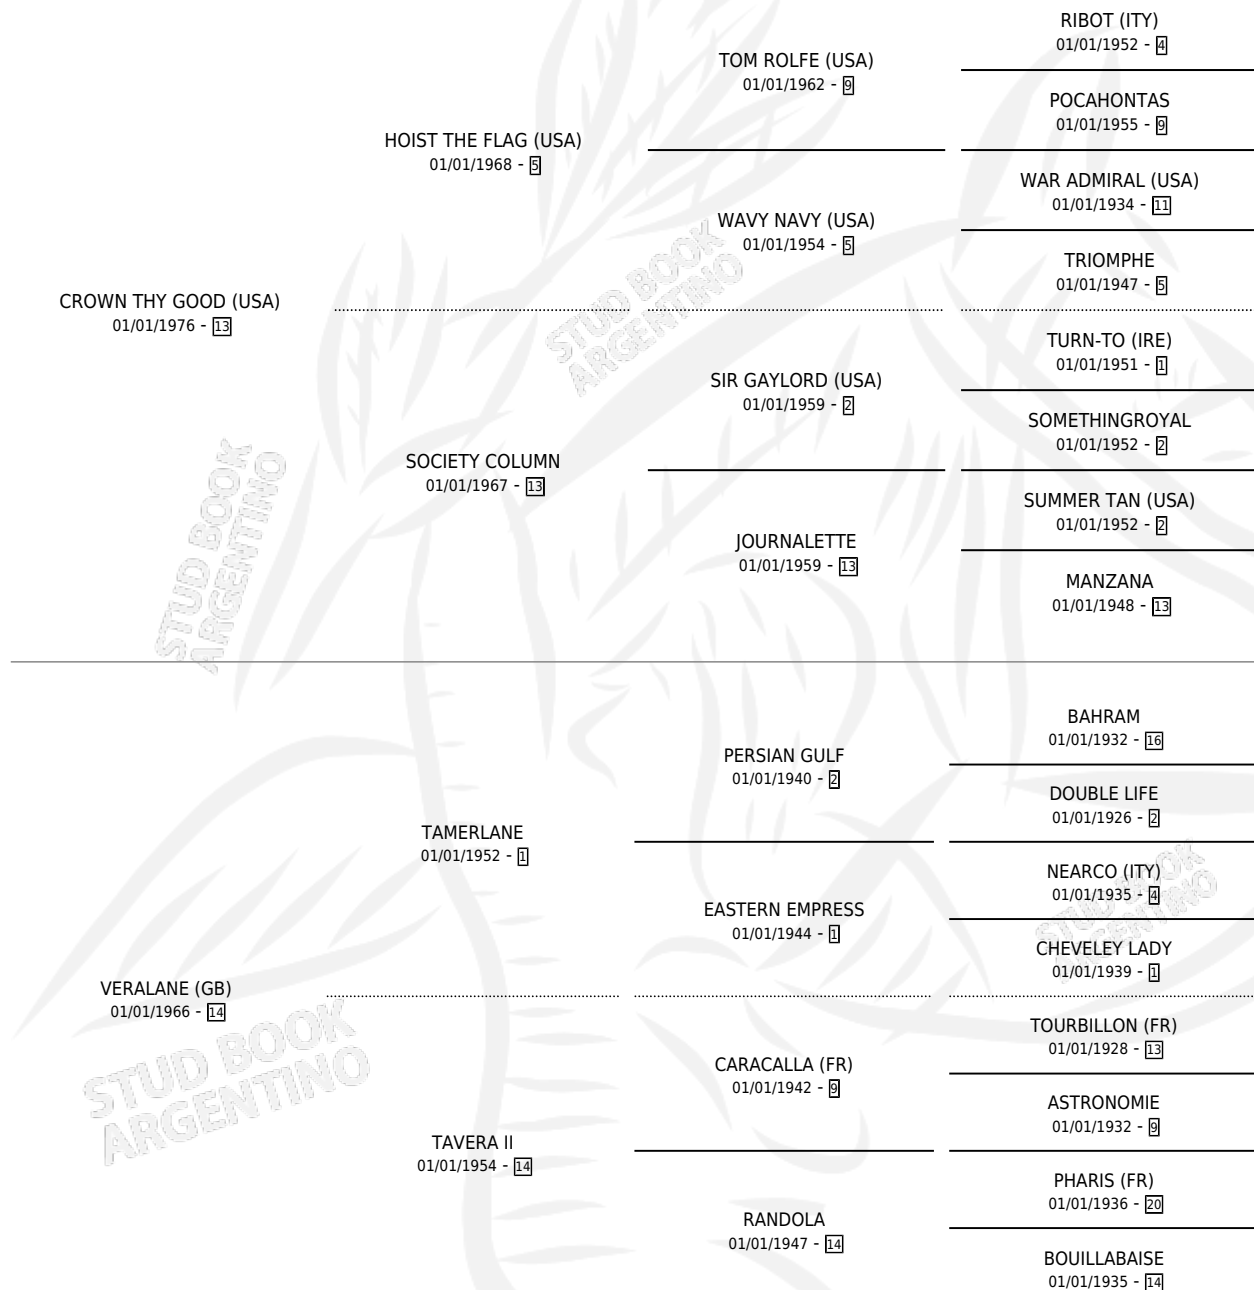 RIBOT (ITY)
01/01/1952 - 4
TOM ROLFE (USA)
01/01/1962 - 9
POCAHONTAS
01/01/1955 - 9
HOIST THE FLAG (USA)
01/01/1968 - 5
WAR ADMIRAL (USA)
01/01/1934 - 11
WAVY NAVY (USA)
01/01/1954 - 5
TRIOMPHE
01/01/1947 - 5
CROWN THY GOOD (USA)
01/01/1976 - 13
TURN-TO (IRE)
01/01/1951 - 1
SIR GAYLORD (USA)
01/01/1959 - 2
SOMETHINGROYAL
01/01/1952 - 2
SOCIETY COLUMN
01/01/1967 - 13
SUMMER TAN (USA)
01/01/1952 - 2
JOURNALETTE
01/01/1959 - 13
MANZANA
01/01/1948 - 13
BAHRAM
01/01/1932 - 16
PERSIAN GULF
01/01/1940 - 2
DOUBLE LIFE
01/01/1926 - 2
TAMERLANE
01/01/1952 - 1
NEARCO (ITY)
01/01/1935 - 4
EASTERN EMPRESS
01/01/1944 - 1
CHEVELEY LADY
01/01/1939 - 1
VERALANE (GB)
01/01/1966 - 14
TOURBILLON (FR)
01/01/1928 - 13
CARACALLA (FR)
01/01/1942 - 9
ASTRONOMIE
01/01/1932 - 9
TAVERA II
01/01/1954 - 14
PHARIS (FR)
01/01/1936 - 20
RANDOLA
01/01/1947 - 14
BOUILLABAISE
01/01/1935 - 14
STUD BOOK
ARGENTINO
STUD BOOK
ARGENTINO
STUD BOOK
ARGENTINO
STUD BOOK
ARGENTINO